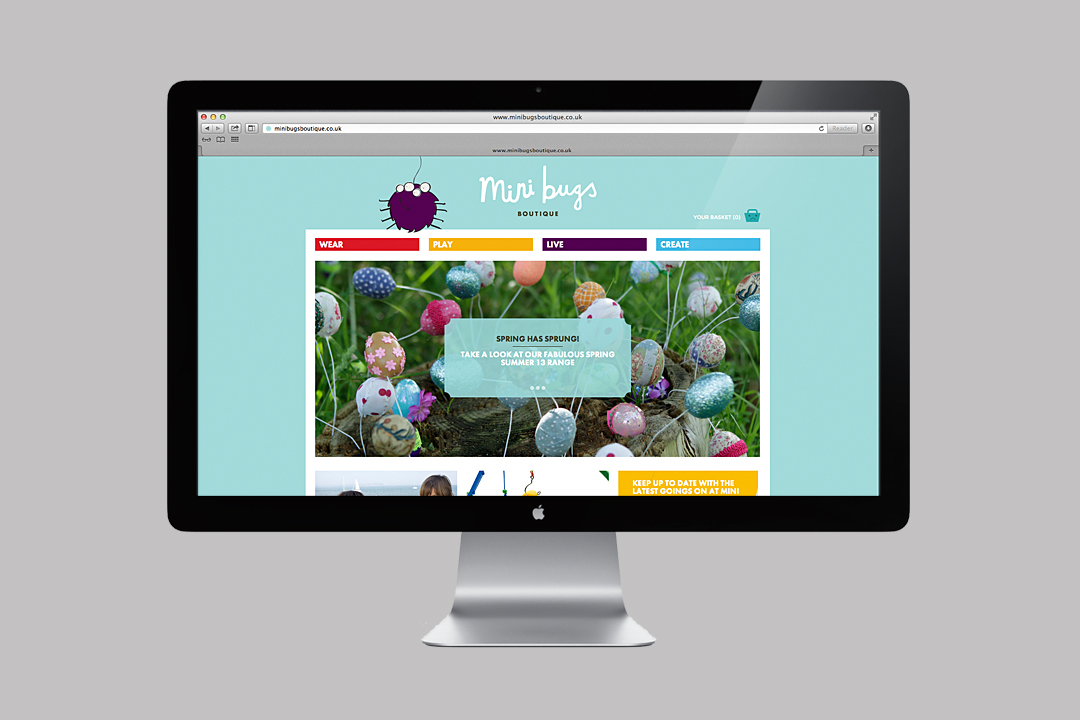 www.minibugsboutique.co.uk
minibugsboutique.co.uk
Reader
www.minibugsboutique.co.uk
Mini bugs
BOUTIQUE
YOUR BASKET (0)
WEAR
PLAY
LIVE
CREATE
SPRING HAS SPRUNG!
TAKE A LOOK AT OUR FABULOUS SPRING
SUMMER 13 RANGE
KEEP UP TO DATE WITH THE
LATEST GOINGS ON AT MINI